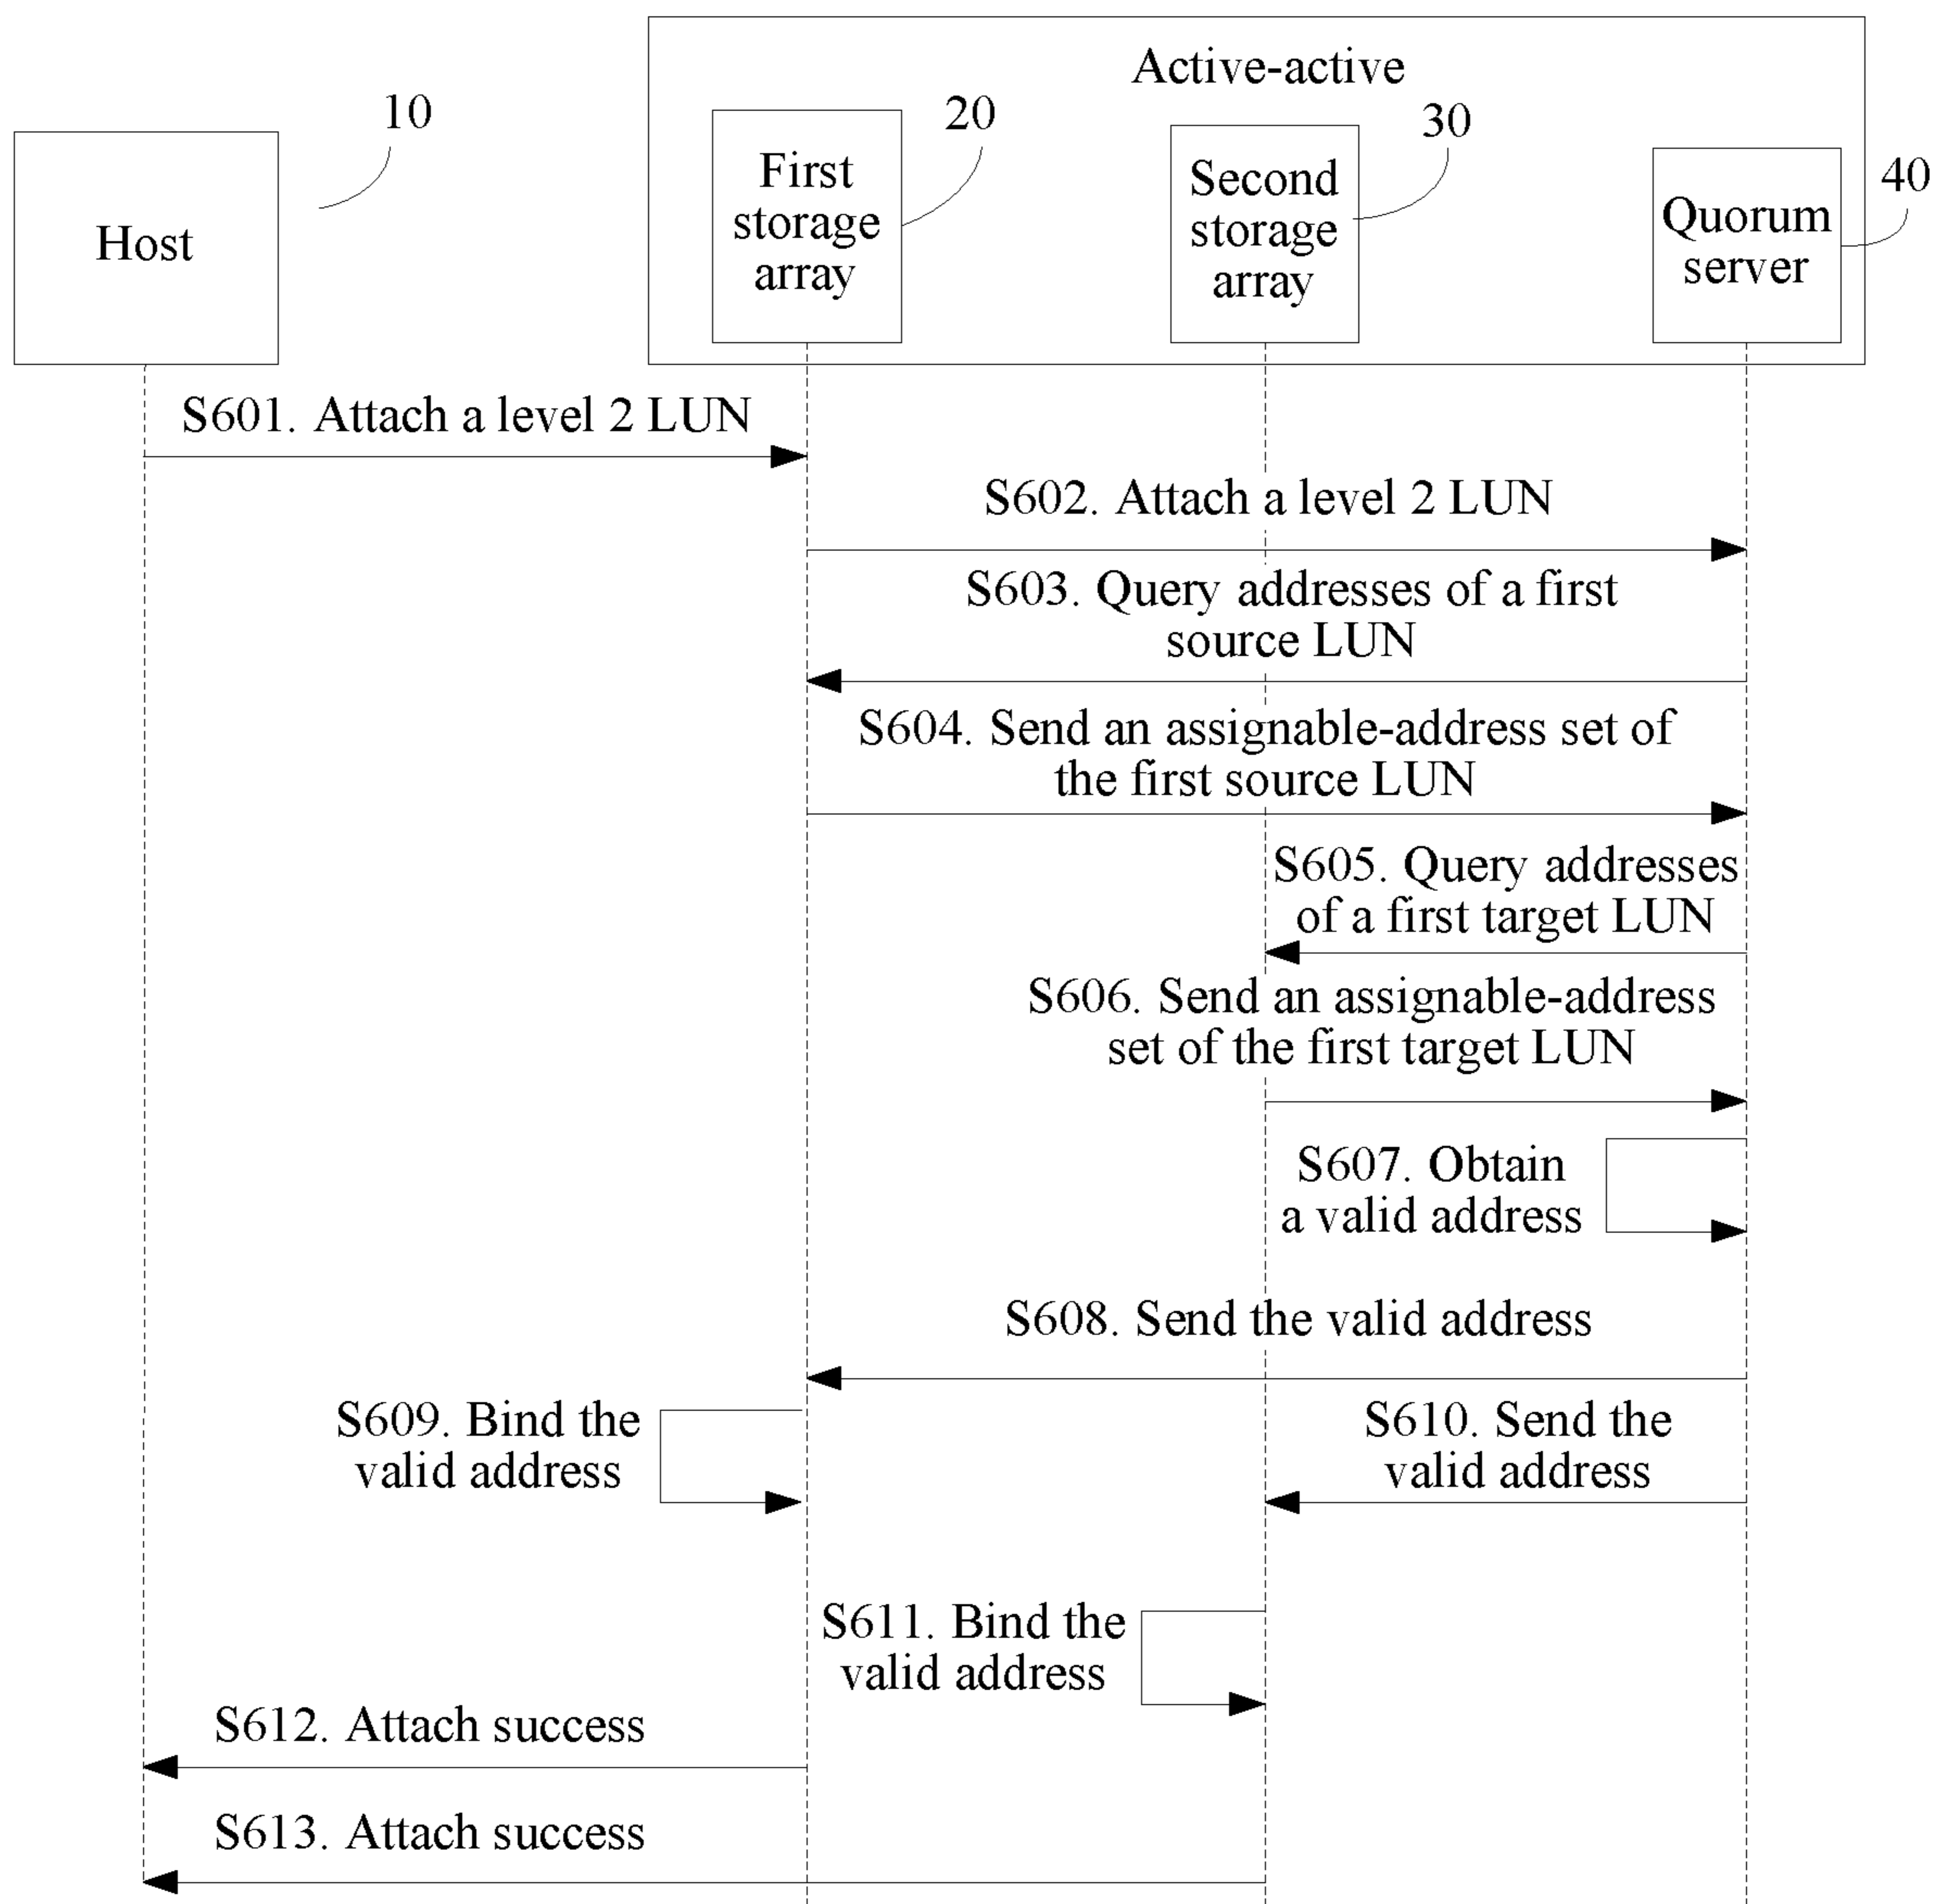 Active-active
10
20
30
40
Host
First
storage
array
Second
storage
array
Quorum
server
S601. Attach a level 2 LUN
S602. Attach a level 2 LUN
S603. Query addresses of a first
source LUN
S604. Send an assignable-address set of
the first source LUN
S605. Query addresses
of a first target LUN
S606. Send an assignable-address
set of the first target LUN
S607. Obtain
a valid address
S608. Send the valid address
S609. Bind the
valid address
S610. Send the
valid address
S611. Bind the
valid address
S612. Attach success
S613. Attach success